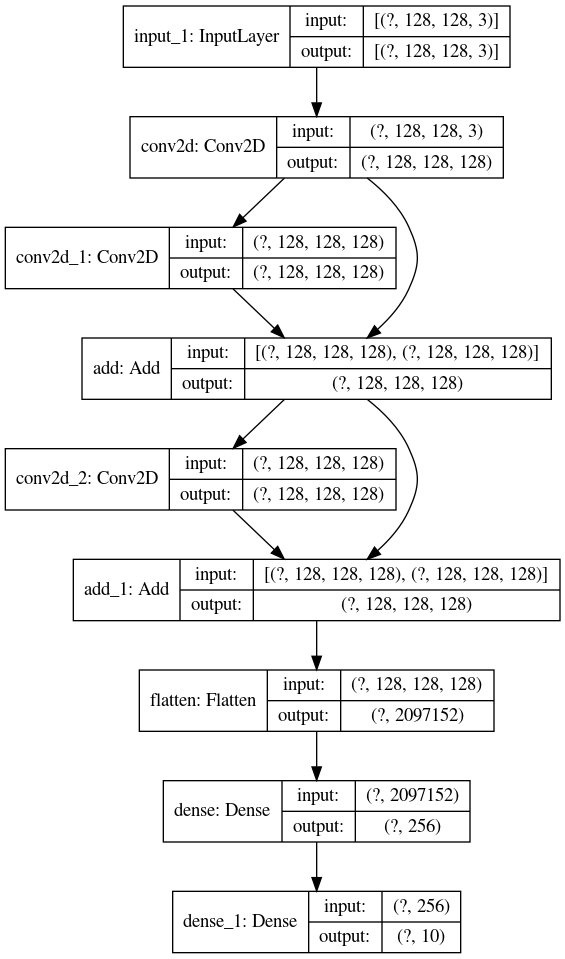 input_1: InputLayer
input: [(?, 128, 128, 3)]
output: [(?, 128, 128, 3)]
conv2d: Conv2D
input: (?, 128, 128, 3)
output: (?, 128, 128, 128)
conv2d_1: Conv2D
input: (?, 128, 128, 128)
output: (?, 128, 128, 128)
add: Add
input: [(?, 128, 128, 128), (?, 128, 128, 128)]
output: (?, 128, 128, 128)
conv2d_2: Conv2D
input: (?, 128, 128, 128)
output: (?, 128, 128, 128)
add_1: Add
input: [(?, 128, 128, 128), (?, 128, 128, 128)]
output: (?, 128, 128, 128)
flatten: Flatten
input: (?, 128, 128, 128)
output: (?, 2097152)
dense: Dense
input: (?, 2097152)
output: (?, 256)
dense_1: Dense
input: (?, 256)
output: (?, 10)